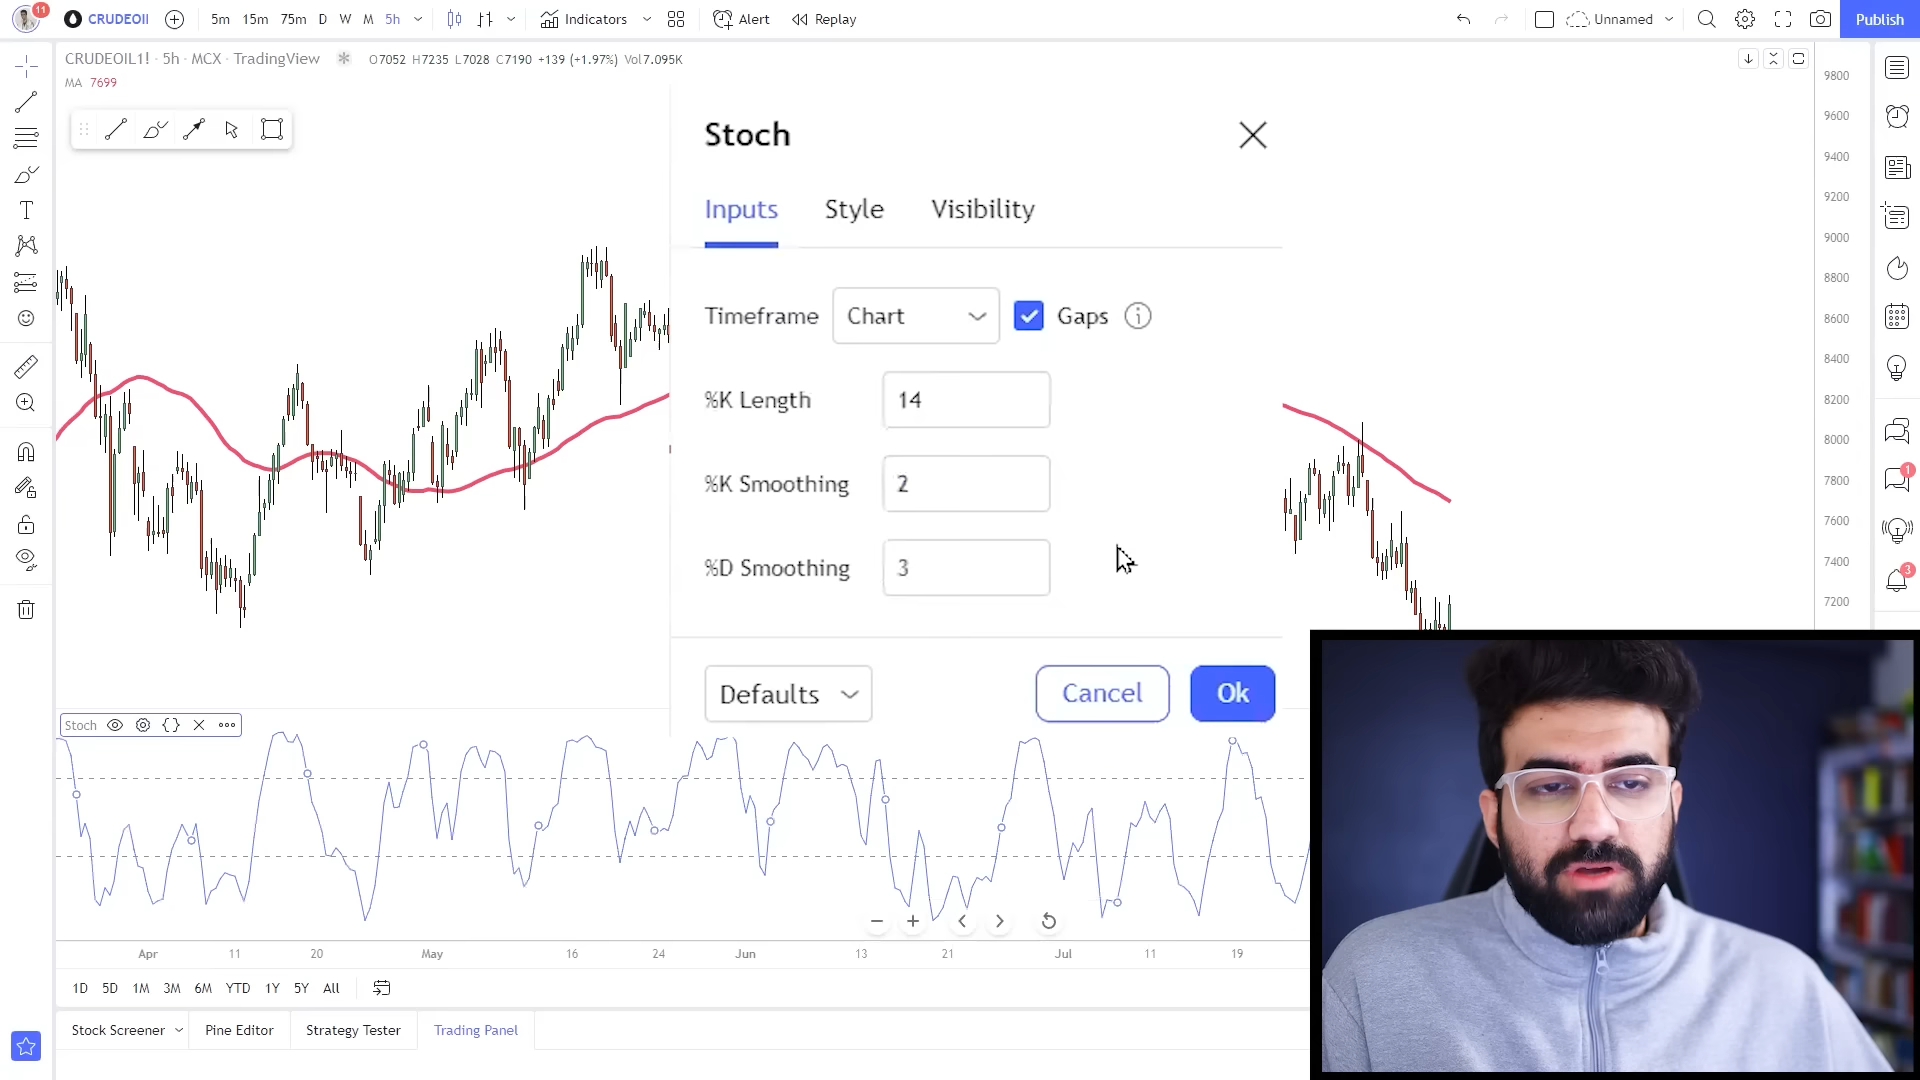 11 CRUDEOIl 5m 15m 75m D W M 5h Indicators Alert Replay Unnamed Publish
CRUDEOIL1! · 5h · MCX · TradingView O7052 H7235 L7028 C7190 +139 (+1.97%) Vol7.095K
MA 7699
Stoch
Inputs Style Visibility
Timeframe Chart Gaps
%K Length 14
%K Smoothing 2
%D Smoothing 3
Defaults Cancel Ok
9800
9600
9400
9200
9000
8800
8600
8400
8200
8000
7800
7600
7400
7200
1
3
Stoch
Apr 11 20 May 16 24 Jun 13 21 Jul 11 19
1D 5D 1M 3M 6M YTD 1Y 5Y All
Stock Screener Pine Editor Strategy Tester Trading Panel